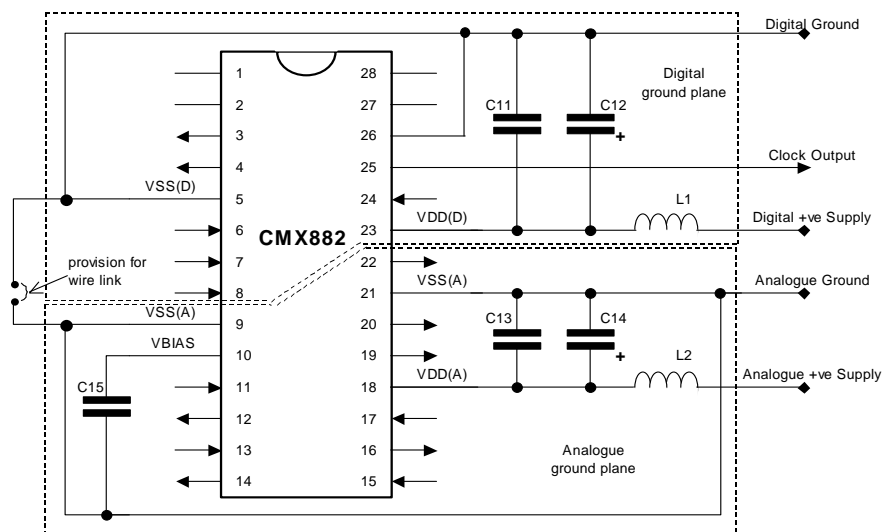 Digital Ground
1
28
Digital
ground plane
2
27
C11
C12
3
26
+
4
25
Clock Output
VSS(D)
5
24
L1
6
CMX882
23
VDD(D)
Digital +ve Supply
provision for
wire link
7
22
8
21
VSS(A)
Analogue Ground
VSS(A)
9
20
C13
C14
VBIAS
10
19
+
L2
C15
11
18
VDD(A)
Analogue +ve Supply
12
17
13
16
Analogue
ground plane
14
15